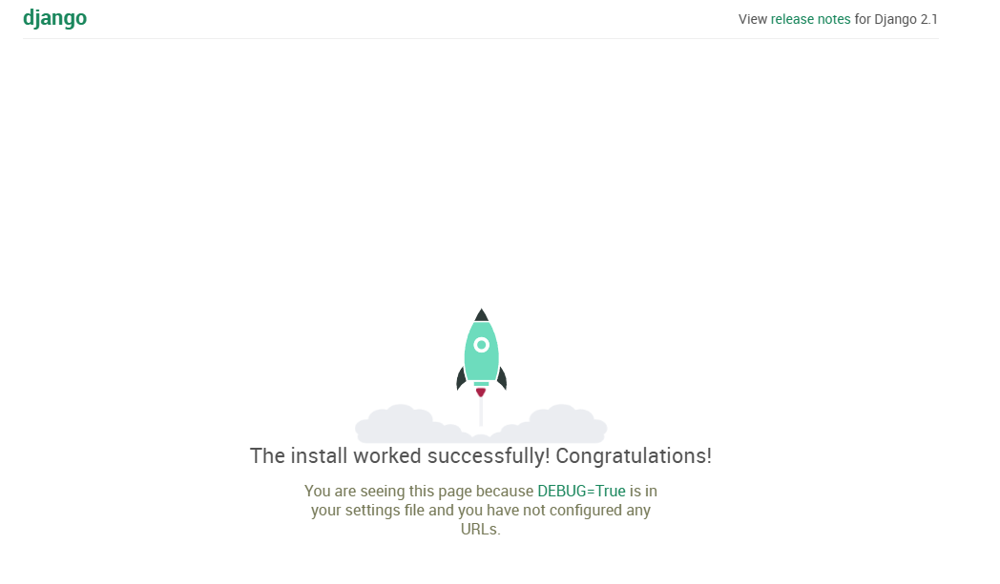 django
View release notes for Django 2.1
The install worked successfully! Congratulations!
You are seeing this page because DEBUG=True is in
your settings file and you have not configured any
URLs.